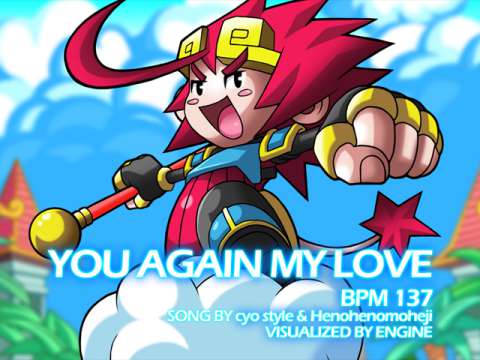 YOU AGAIN MY LOVE
BPM 137
SONG BY cyo style & Henohenomoheji
VISUALIZED BY ENGINE